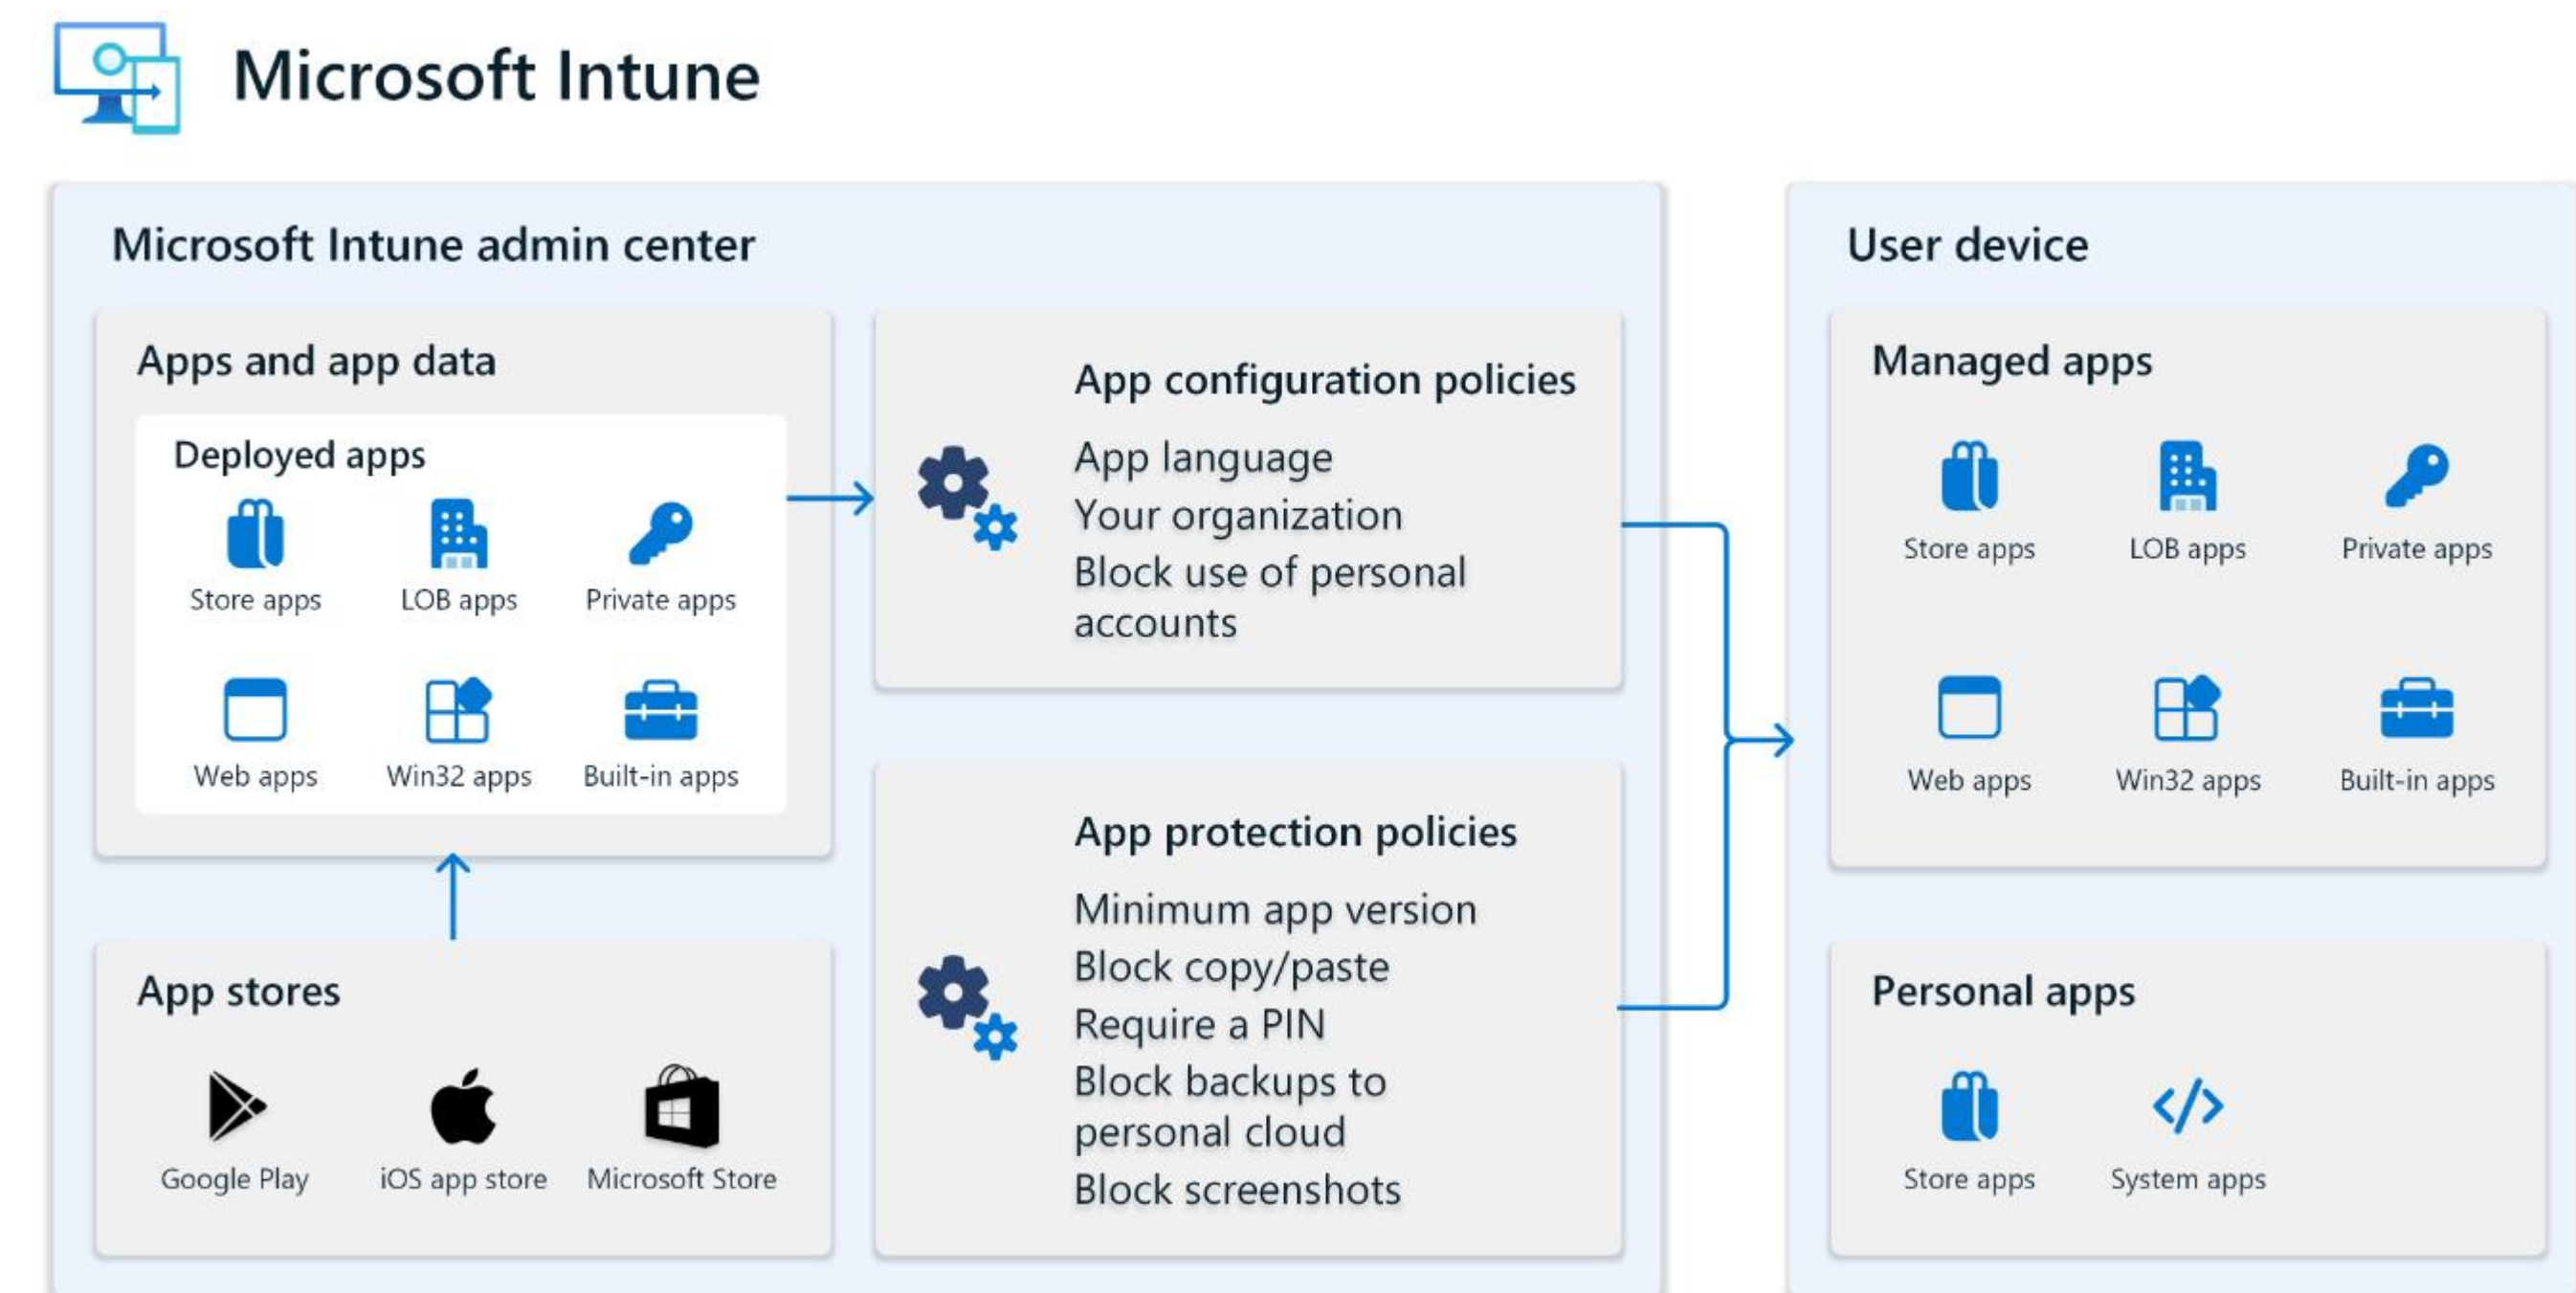 Microsoft Intune
Microsoft Intune admin center
Apps and app data
Deployed apps
Store apps
LOB apps
Private apps
Web apps
Win32 apps
Built-in apps
App stores
Google Play
iOS app store
Microsoft Store
App configuration policies
App language
Your organization
Block use of personal
accounts
App protection policies
Minimum app version
Block copy/paste
Require a PIN
Block backups to
personal cloud
Block screenshots
User device
Managed apps
Store apps
LOB apps
Private apps
Web apps
Win32 apps
Built-in apps
Personal apps
Store apps
System apps